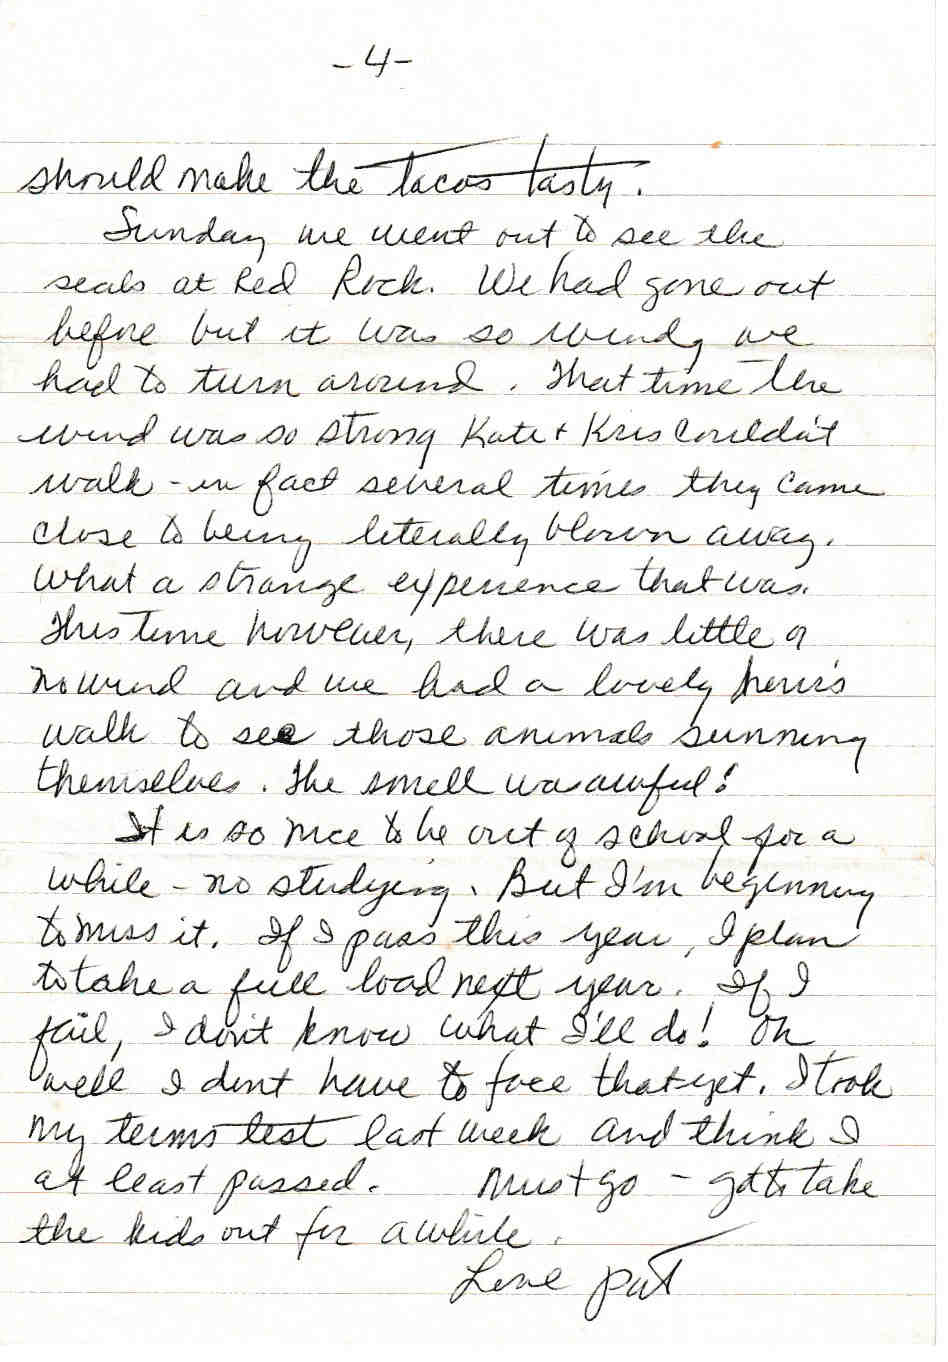 -4-
should make the tacos tasty.
Sunday we went out to see the
seals at Red Rock. We had gone out
before but it was so windy we
had to turn around. That time the
wind was so strong Kate + Kris couldn't
walk - in fact several times they came
close to being literally blown away.
What a strange experience that was.
This time however, there was little or
no wind and we had a lovely hour's
walk to see those animals sunning
themselves. The smell was awful!
It is so nice to be out of school for a
while - no studying. But I'm beginning
to miss it. If I pass this year, I plan
to take a full load next year. If I
fail, I don't know what I'll do! Oh
well I don't have to face that yet. I took
my terms test last week and think I
at least passed. Must go - gotta take
the kids out for awhile.
Love Pat